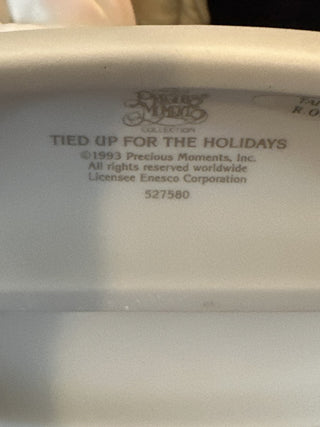 Precious
Moments
COLLECTION
TIED UP FOR THE HOLIDAYS
©1993 Precious Moments, Inc.
All rights reserved worldwide
Licensee Enesco Corporation
527580